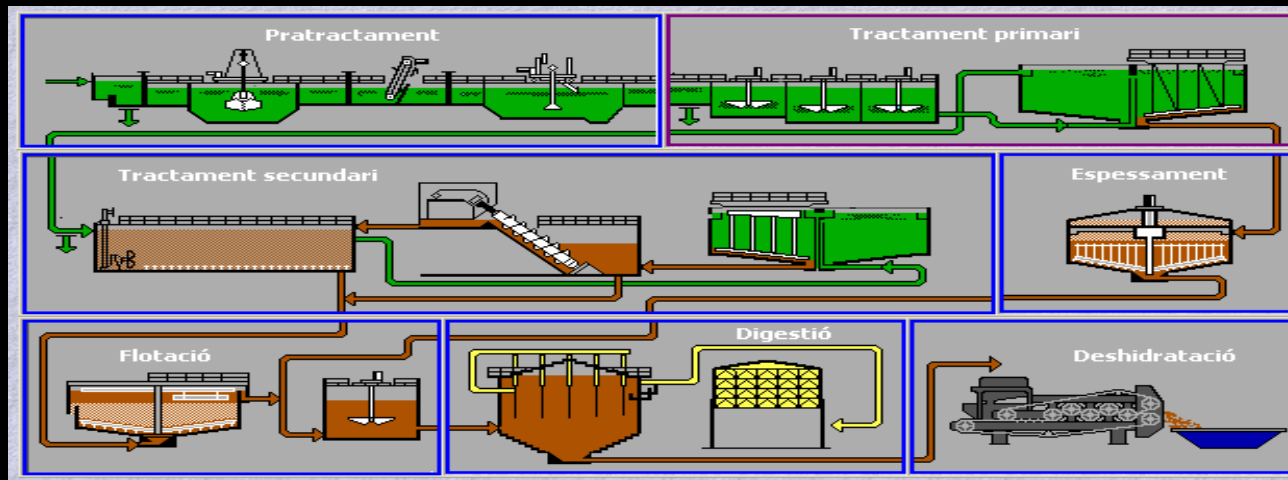 Pratractament
Tractament primari
Tractament secundari
Espessament
Flotació
Digestió
Deshidratació